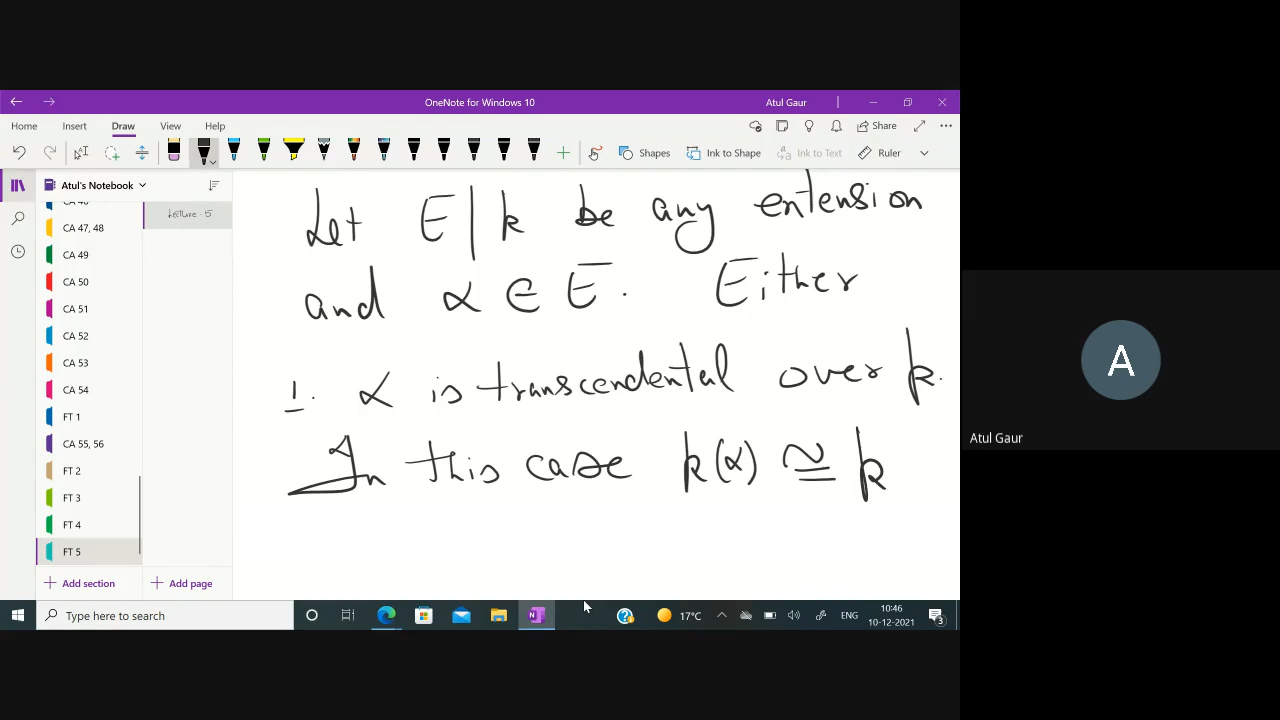 OneNote for Windows 10
Atul Gaur
Home Insert Draw View Help
Share
Shapes
Ink to Shape
Ink to Text
Ruler
Atul's Notebook
Lecture - 5
CA 46
CA 47, 48
CA 49
CA 50
CA 51
CA 52
CA 53
CA 54
FT 1
CA 55, 56
FT 2
FT 3
FT 4
FT 5
Add section
Add page
Let E | k be any extension
and α ∈ E. Either
1. α is transcendental over k.
In this case k(α) ≅ k
Type here to search
17°C
ENG
10:46
10-12-2021
3
A
Atul Gaur